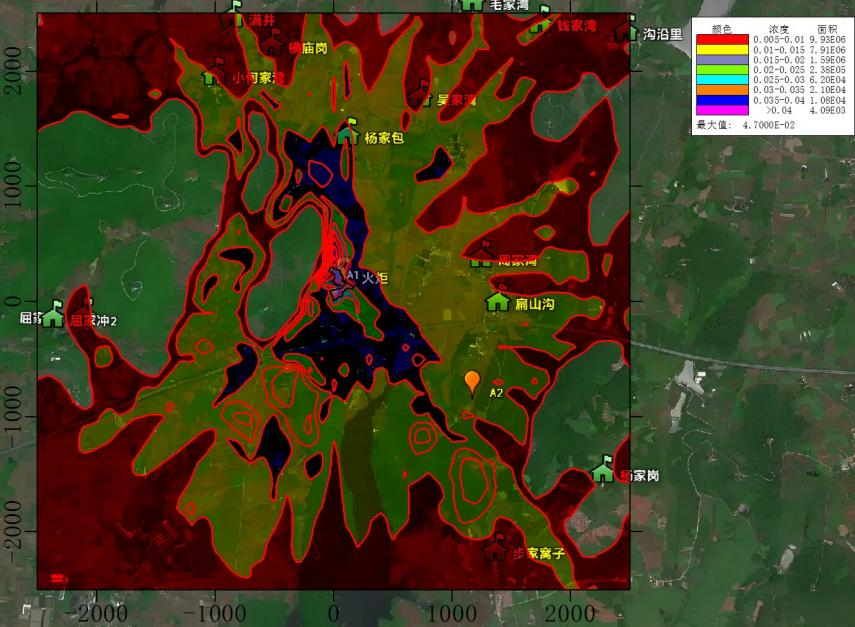 毛家湾
满井
钱家湾
沟沿里
横庙岗
小何家湾
吴家湾
杨家包
周家湾
A1 火炬
扁山沟
屈家冲2
A2
杨家岗
步家窝子
2000
1000
0
-1000
-2000
-2000 -1000 0 1000 2000
颜色 浓度 面积
0.005-0.01 9.93E06
0.01-0.015 7.91E06
0.015-0.02 1.59E06
0.02-0.025 2.38E05
0.025-0.03 6.20E04
0.03-0.035 2.10E04
0.035-0.04 1.08E04
>0.04 4.09E03
最大值: 4.7000E-02